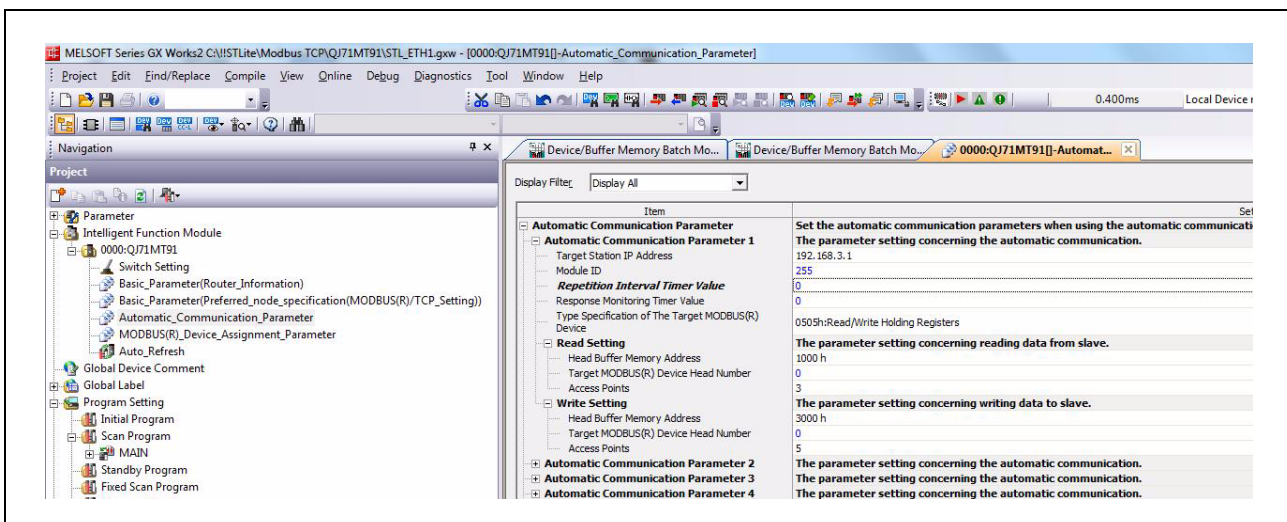 MELSOFT Series GX Works2 C:\!!STLite\Modbus TCP\QJ71MT91\STL_ETH1.gxw - [0000:QJ71MT91[]-Automatic_Communication_Parameter]
Project Edit Find/Replace Compile View Online Debug Diagnostics Tool Window Help
0.400ms Local Device
Navigation
Device/Buffer Memory Batch Mo... Device/Buffer Memory Batch Mo... 0000:QJ71MT91[]-Automat...
Project
Display Filter Display All
Parameter
Intelligent Function Module
0000:QJ71MT91
Switch Setting
Basic_Parameter(Router_Information)
Basic_Parameter(Preferred_node_specification(MODBUS(R)/TCP_Setting))
Automatic_Communication_Parameter
MODBUS(R)_Device_Assignment_Parameter
Auto_Refresh
Global Device Comment
Global Label
Program Setting
Initial Program
Scan Program
MAIN
Standby Program
Fixed Scan Program
Item
Automatic Communication Parameter Set the automatic communication parameters when using the automatic
Automatic Communication Parameter 1 The parameter setting concerning the automatic communication.
Target Station IP Address 192.168.3.1
Module ID 255
Repetition Interval Timer Value 0
Response Monitoring Timer Value 0
Type Specification of The Target MODBUS(R)
Device 0505h:Read/Write Holding Registers
Read Setting The parameter setting concerning reading data from slave.
Head Buffer Memory Address 1000 h
Target MODBUS(R) Device Head Number 0
Access Points 3
Write Setting The parameter setting concerning writing data to slave.
Head Buffer Memory Address 3000 h
Target MODBUS(R) Device Head Number 0
Access Points 5
Automatic Communication Parameter 2 The parameter setting concerning the automatic communication.
Automatic Communication Parameter 3 The parameter setting concerning the automatic communication.
Automatic Communication Parameter 4 The parameter setting concerning the automatic communication.